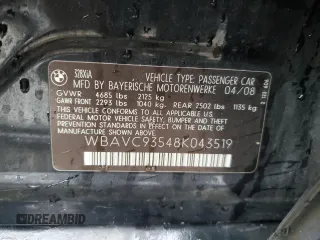 328XiA VEHICLE TYPE: PASSENGER CAR
MFD BY BAYERISCHE MOTORENWERKE 04/08
GVWR 4685 lbs 2125 kg
GAWR FRONT 2293 lbs 1040 kg REAR 2502 lbs 1135 kg
THIS VEHICLE CONFORMS TO ALL APPLICABLE U.S.
FEDERAL MOTOR VEHICLE SAFETY, BUMPER, AND THEFT
PREVENTION STANDARDS IN EFFECT ON THE DATE OF
MANUFACTURE SHOWN ABOVE.
WBAVC93548K043519
DREAMBID